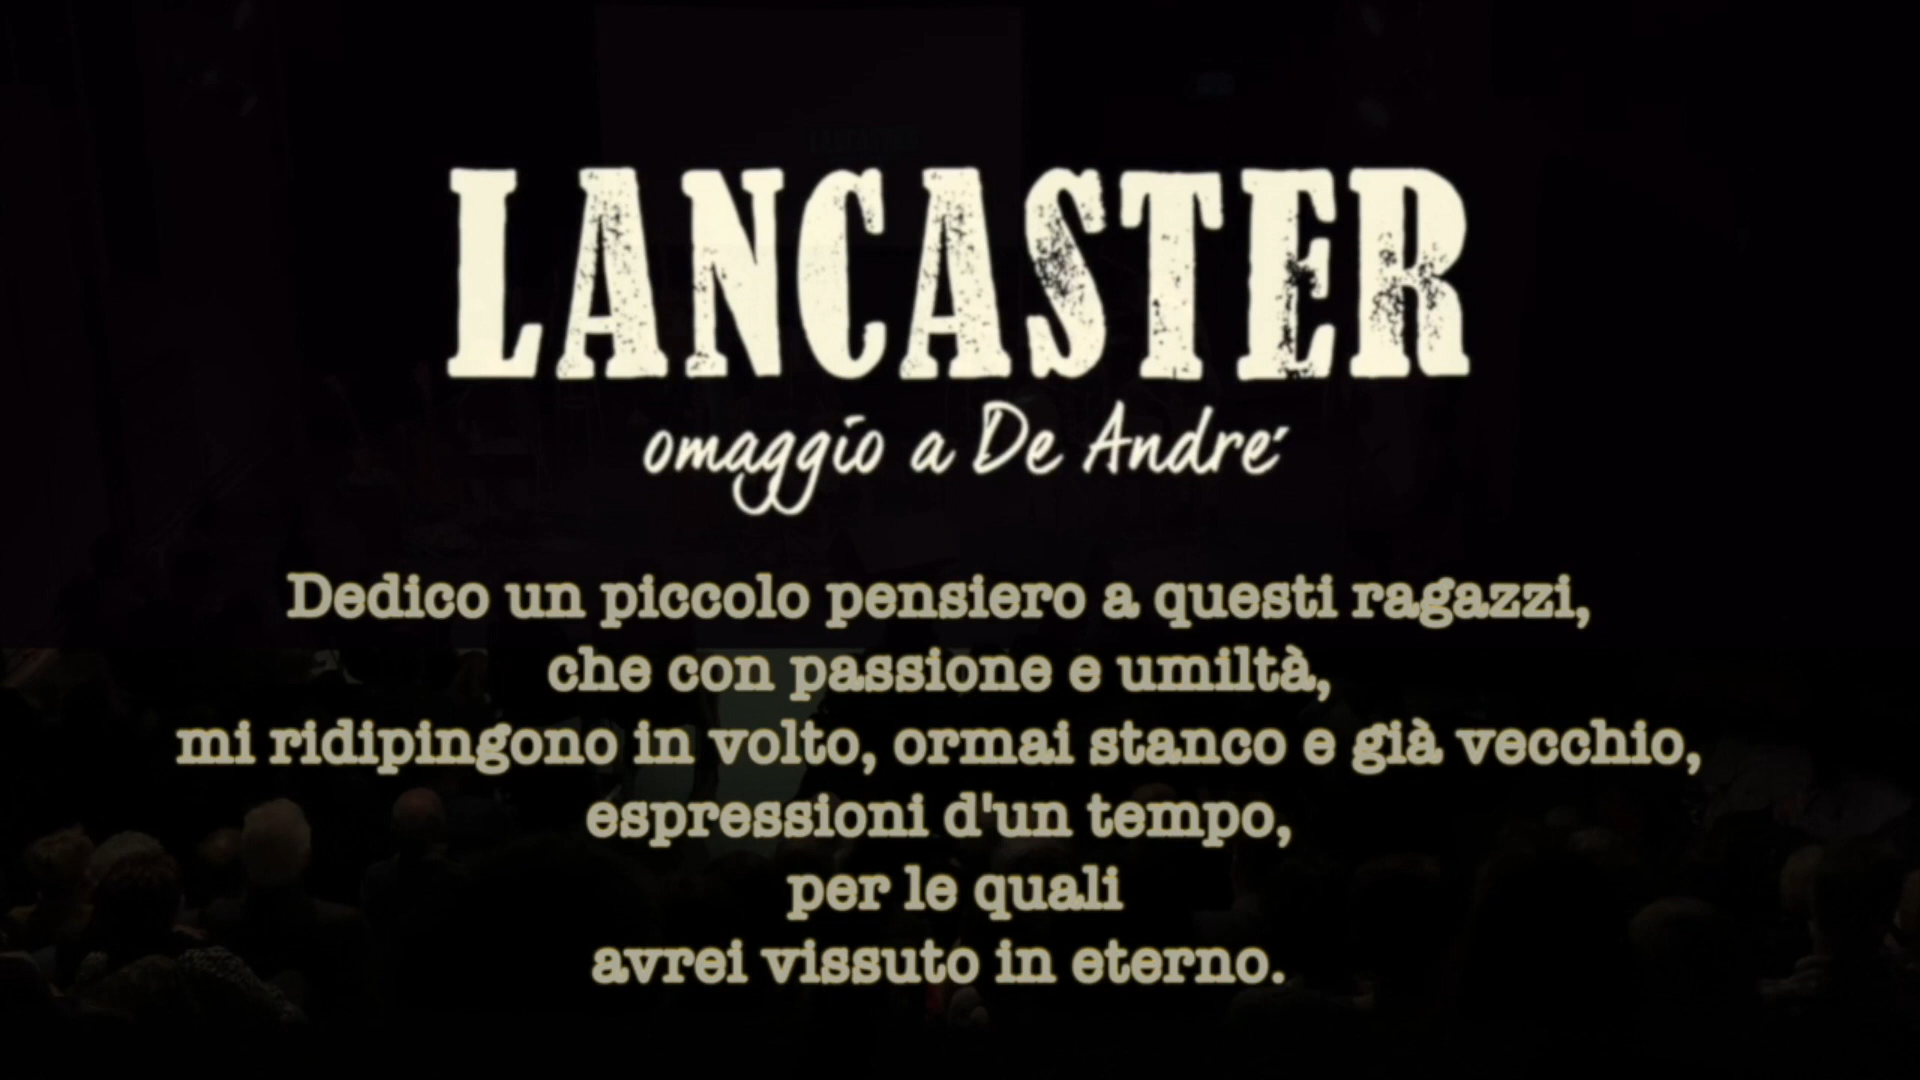 LANCASTER
omaggio a De André
Dedico un piccolo pensiero a questi ragazzi,
che con passione e umiltà,
mi ridipingono in volto, ormai stanco e già vecchio,
espressioni d'un tempo,
per le quali
avrei vissuto in eterno.